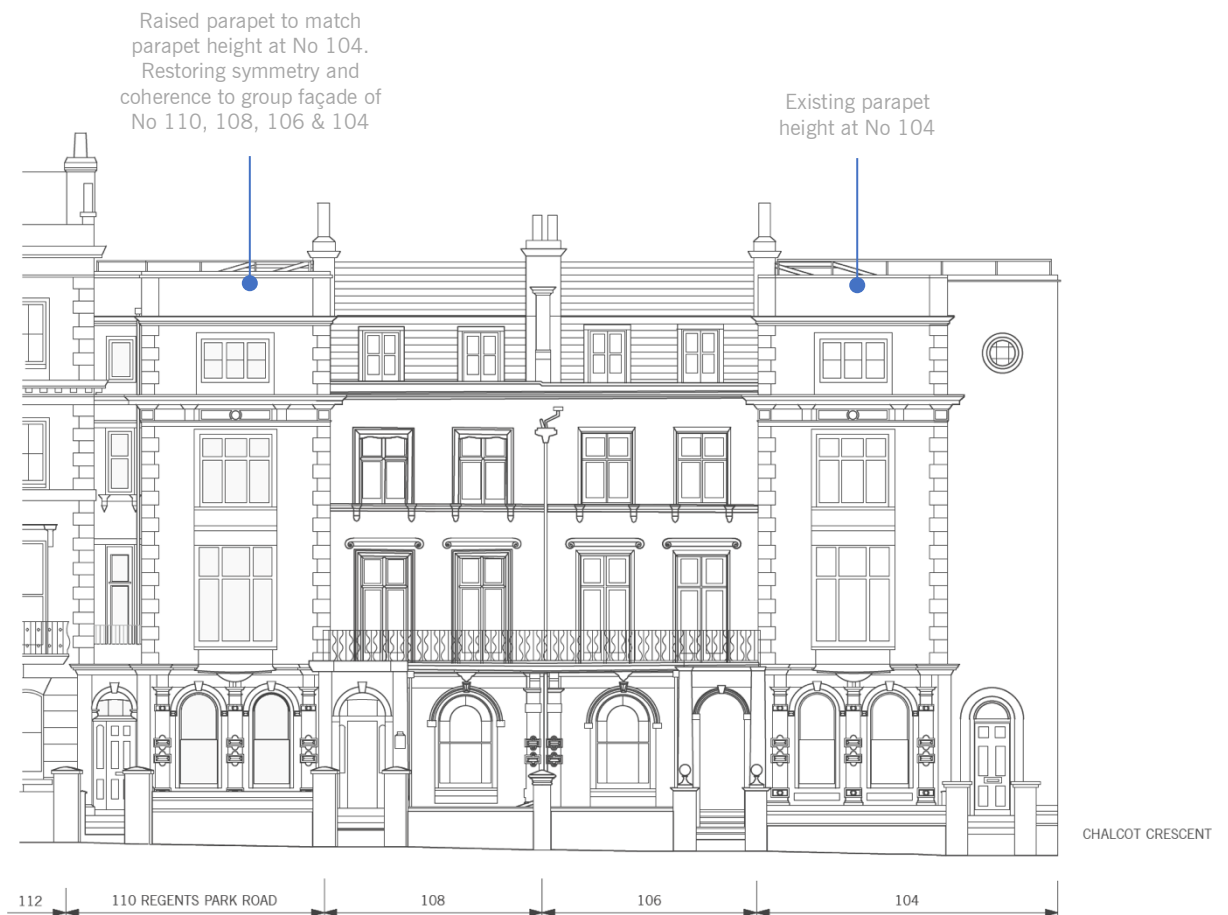 Raised parapet to match
parapet height at No 104.
Restoring symmetry and
coherence to group façade of
No 110, 108, 106 & 104
Existing parapet
height at No 104
CHALCOT CRESCENT
112
110 REGENTS PARK ROAD
108
106
104